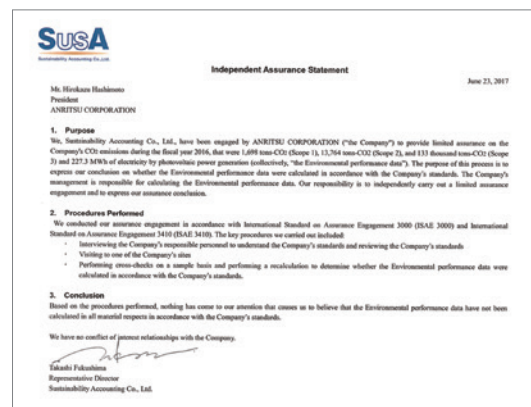 SusA
Sustainability Accounting Co., Ltd.
Independent Assurance Statement
June 23, 2017
Mr. Hirokazu Hashimoto
President
ANRITSU CORPORATION
1. Purpose
We, Sustainability Accounting Co., Ltd., have been engaged by ANRITSU CORPORATION ("the Company") to provide limited assurance on the
Company's CO2 emissions during the fiscal year 2016, that were 1,698 tons-CO2 (Scope 1), 13,764 tons-CO2 (Scope 2), and 133 thousand tons-CO2 (Scope
3) and 227.3 MWh of electricity by photovoltaic power generation (collectively, "the Environmental performance data"). The purpose of this process is to
express our conclusion on whether the Environmental performance data were calculated in accordance with the Company's standards. The Company's
management is responsible for calculating the Environmental performance data. Our responsibility is to independently carry out a limited assurance
engagement and to express our assurance conclusion.
2. Procedures Performed
We conducted our assurance engagement in accordance with International Standard on Assurance Engagement 3000 (ISAE 3000) and International
Standard on Assurance Engagement 3410 (ISAE 3410). The key procedures we carried out included:
· Interviewing the Company's responsible personnel to understand the Company's standards and reviewing the Company's standards
· Visiting to one of the Company's sites
· Performing cross-checks on a sample basis and performing a recalculation to determine whether the Environmental performance data were
calculated in accordance with the Company's standards.
3. Conclusion
Based on the procedures performed, nothing has come to our attention that causes us to believe that the Environmental performance data have not been
calculated in all material respects in accordance with the Company's standards.
We have no conflict of interest relationships with the Company.
Takashi Fukushima
Representative Director
Sustainability Accounting Co., Ltd.